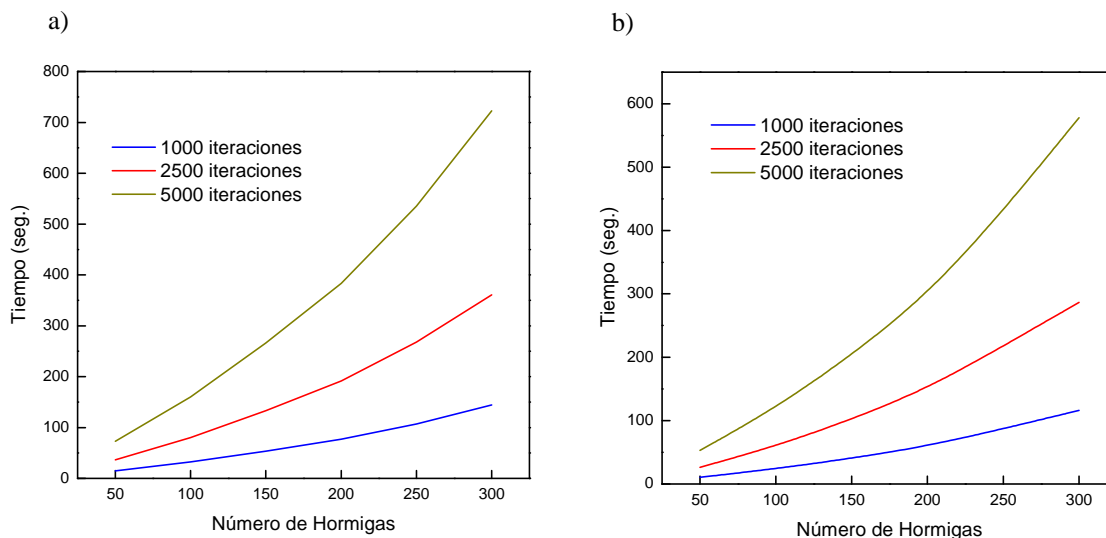 a)
800
700
600
500
400
300
200
100
0
Tiempo (seg.)
1000 iteraciones
2500 iteraciones
5000 iteraciones
50 100 150 200 250 300
Número de Hormigas
b)
600
500
400
300
200
100
0
Tiempo (seg.)
1000 iteraciones
2500 iteraciones
5000 iteraciones
50 100 150 200 250 300
Número de Hormigas